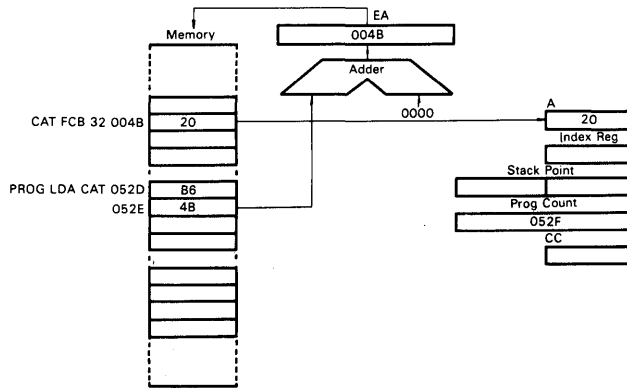 EA
Memory
004B
Adder
0000
A
CAT FCB 32 004B 20
20
Index Reg
Stack Point
PROG LDA CAT 052D B6
052E 4B
Prog Count
052F
CC